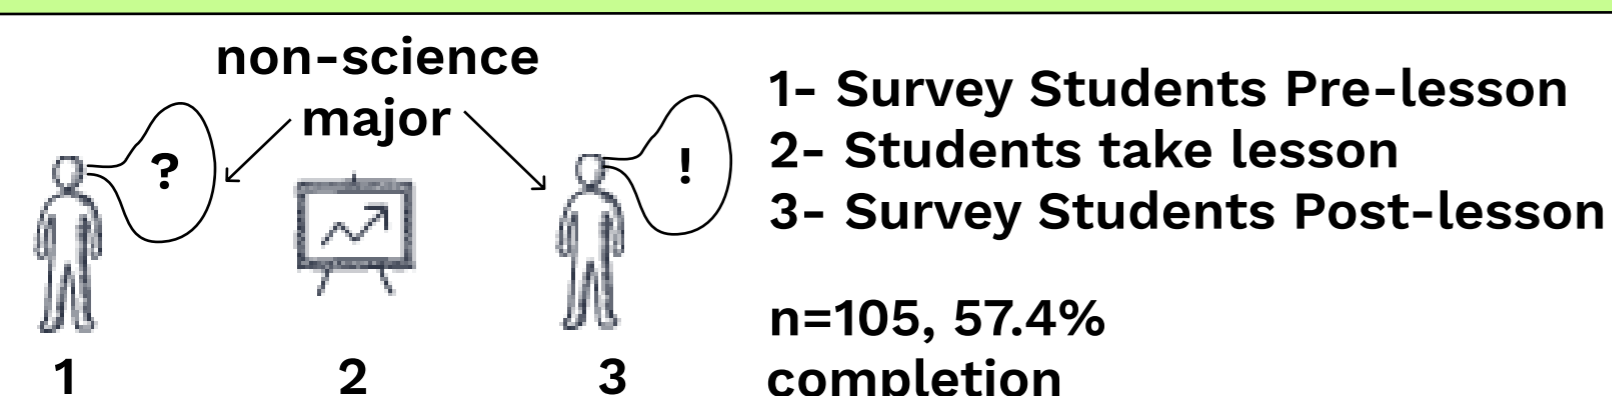 non-science
major
?
!
1
2
3
1- Survey Students Pre-lesson
2- Students take lesson
3- Survey Students Post-lesson
n=105, 57.4%
completion